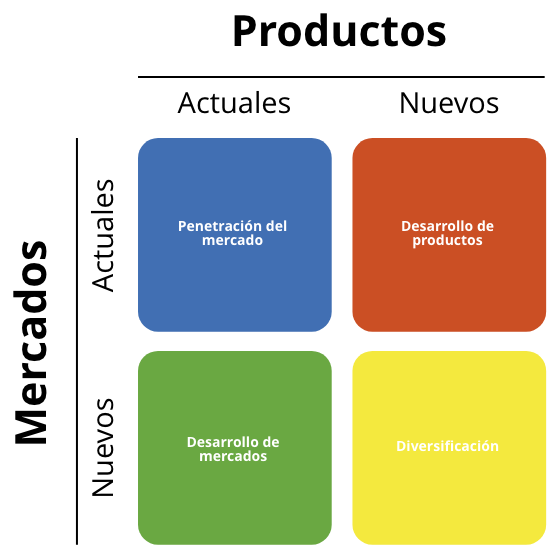 Productos
Actuales
Nuevos
Mercados
Actuales
Nuevos
Penetración del
mercado
Desarrollo de
productos
Desarrollo de
mercados
Diversificación